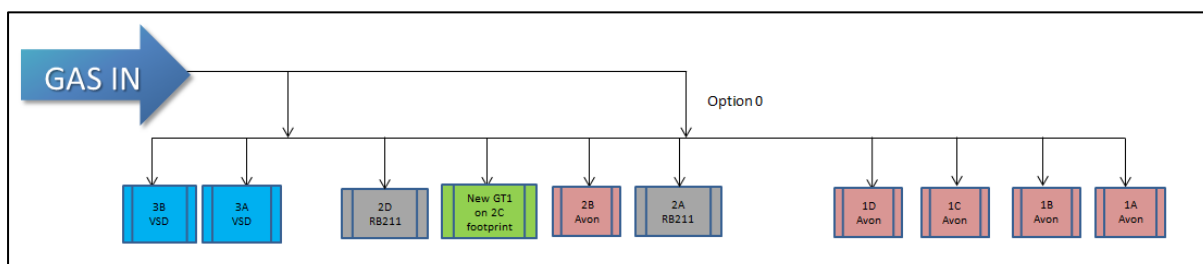 GAS IN
Option 0
3B
VSD
3A
VSD
2D
RB211
New GT1
on 2C
footprint
2B
Avon
2A
RB211
1D
Avon
1C
Avon
1B
Avon
1A
Avon